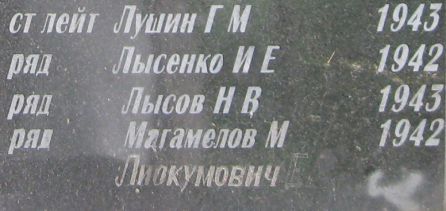 ст лейт Лушин Г М 1943
ряд Лысенко И Е 1942
ряд Лысов Н В 1943
ряд Магамелов М 1942
Лиокумович Е